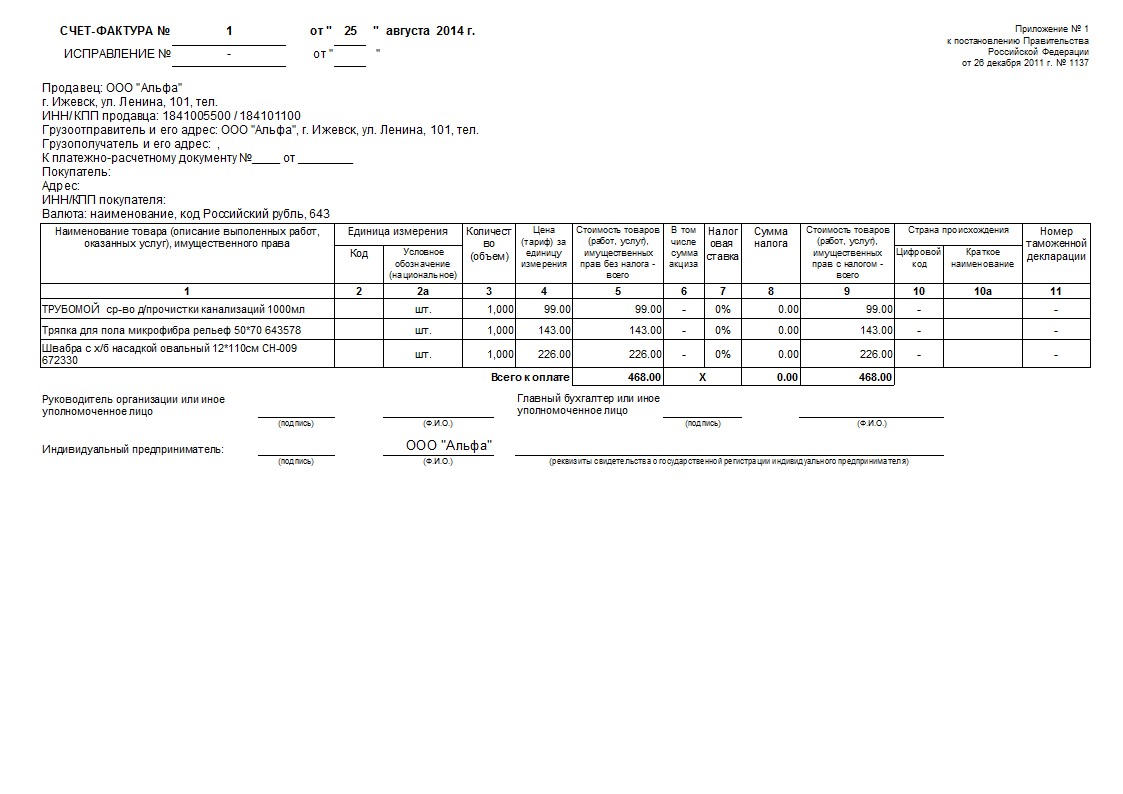 СЧЕТ-ФАКТУРА № 1 от " 25 " августа 2014 г.
ИСПРАВЛЕНИЕ № - от " "
Приложение № 1
к постановлению Правительства
Российской Федерации
от 26 декабря 2011 г. № 1137
Продавец: ООО "Альфа"
г. Ижевск, ул. Ленина, 101, тел.
ИНН/КПП продавца: 1841005500 / 184101100
Грузоотправитель и его адрес: ООО "Альфа", г. Ижевск, ул. Ленина, 101, тел.
Грузополучатель и его адрес: ,
К платежно-расчетному документу №____ от ________
Покупатель:
Адрес:
ИНН/КПП покупателя:
Валюта: наименование, код Российский рубль, 643
Наименование товара (описание выполенных работ,
оказанных услуг), имущественного права
Единица измерения
Код
Условное
обозначение
(национальное)
Количест
во
(объем)
Цена
(тариф) за
единицу
измерения
Стоимость товаров
(работ, услуг),
имущественных
прав без налога -
всего
В том
числе
сумма
акциза
Налог
овая
ставка
Сумма
налога
Стоимость товаров
(работ, услуг),
имущественных
прав с налогом -
всего
Страна происхождения
Цифровой
код
Краткое
наименование
Номер
таможенной
декларации
1 2 2а 3 4 5 6 7 8 9 10 10а 11
ТРУБОМОЙ ср-во д/прочистки канализаций 1000мл шт. 1,000 99.00 99.00 - 0% 0.00 99.00 - -
Тряпка для пола микрофибра рельеф 50*70 643578 шт. 1,000 143.00 143.00 - 0% 0.00 143.00 - -
Швабра с х/б насадкой овальный 12*110см СН-009
672330 шт. 1,000 226.00 226.00 - 0% 0.00 226.00 - -
Всего к оплате 468.00 X 0.00 468.00
Руководитель организации или иное
уполномоченное лицо
(подпись) (Ф.И.О.)
Главный бухгалтер или иное
уполномоченное лицо
(подпись) (Ф.И.О.)
Индивидуальный предприниматель: ООО "Альфа"
(подпись) (Ф.И.О.) (реквизиты свидетельства о государственной регистрации индивидуального предпринимателя)